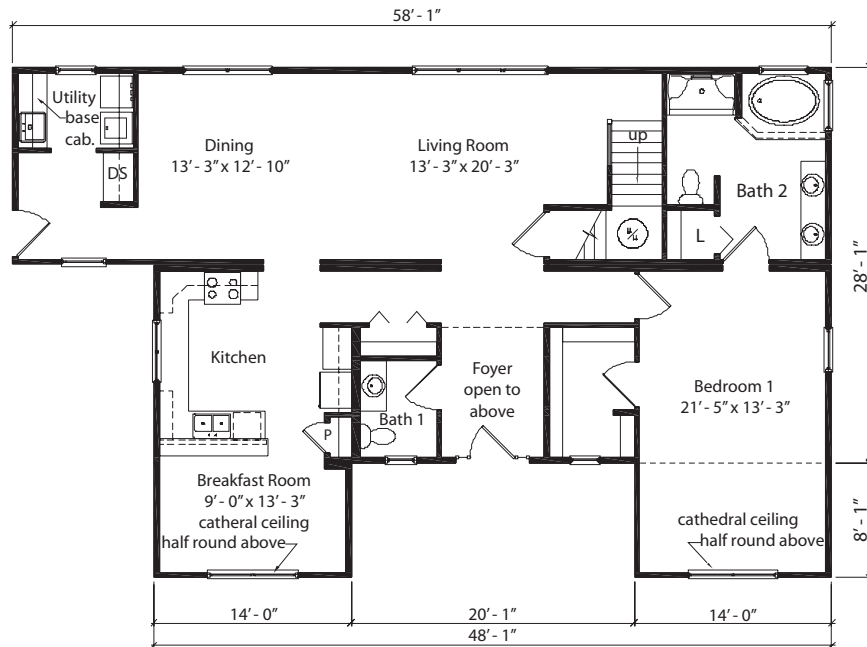 58' - 1"
Utility
base
cab.
DS
Dining
13' - 3" x 12' - 10"
Living Room
13' - 3" x 20' - 3"
up
Bath 2
L
28' - 1"
Kitchen
Foyer
open to
above
Bath 1
P
Bedroom 1
21' - 5" x 13' - 3"
Breakfast Room
9' - 0" x 13' - 3"
catheral ceiling
half round above
cathedral ceiling
half round above
8' - 1"
14' - 0"
20' - 1"
14' - 0"
48' - 1"